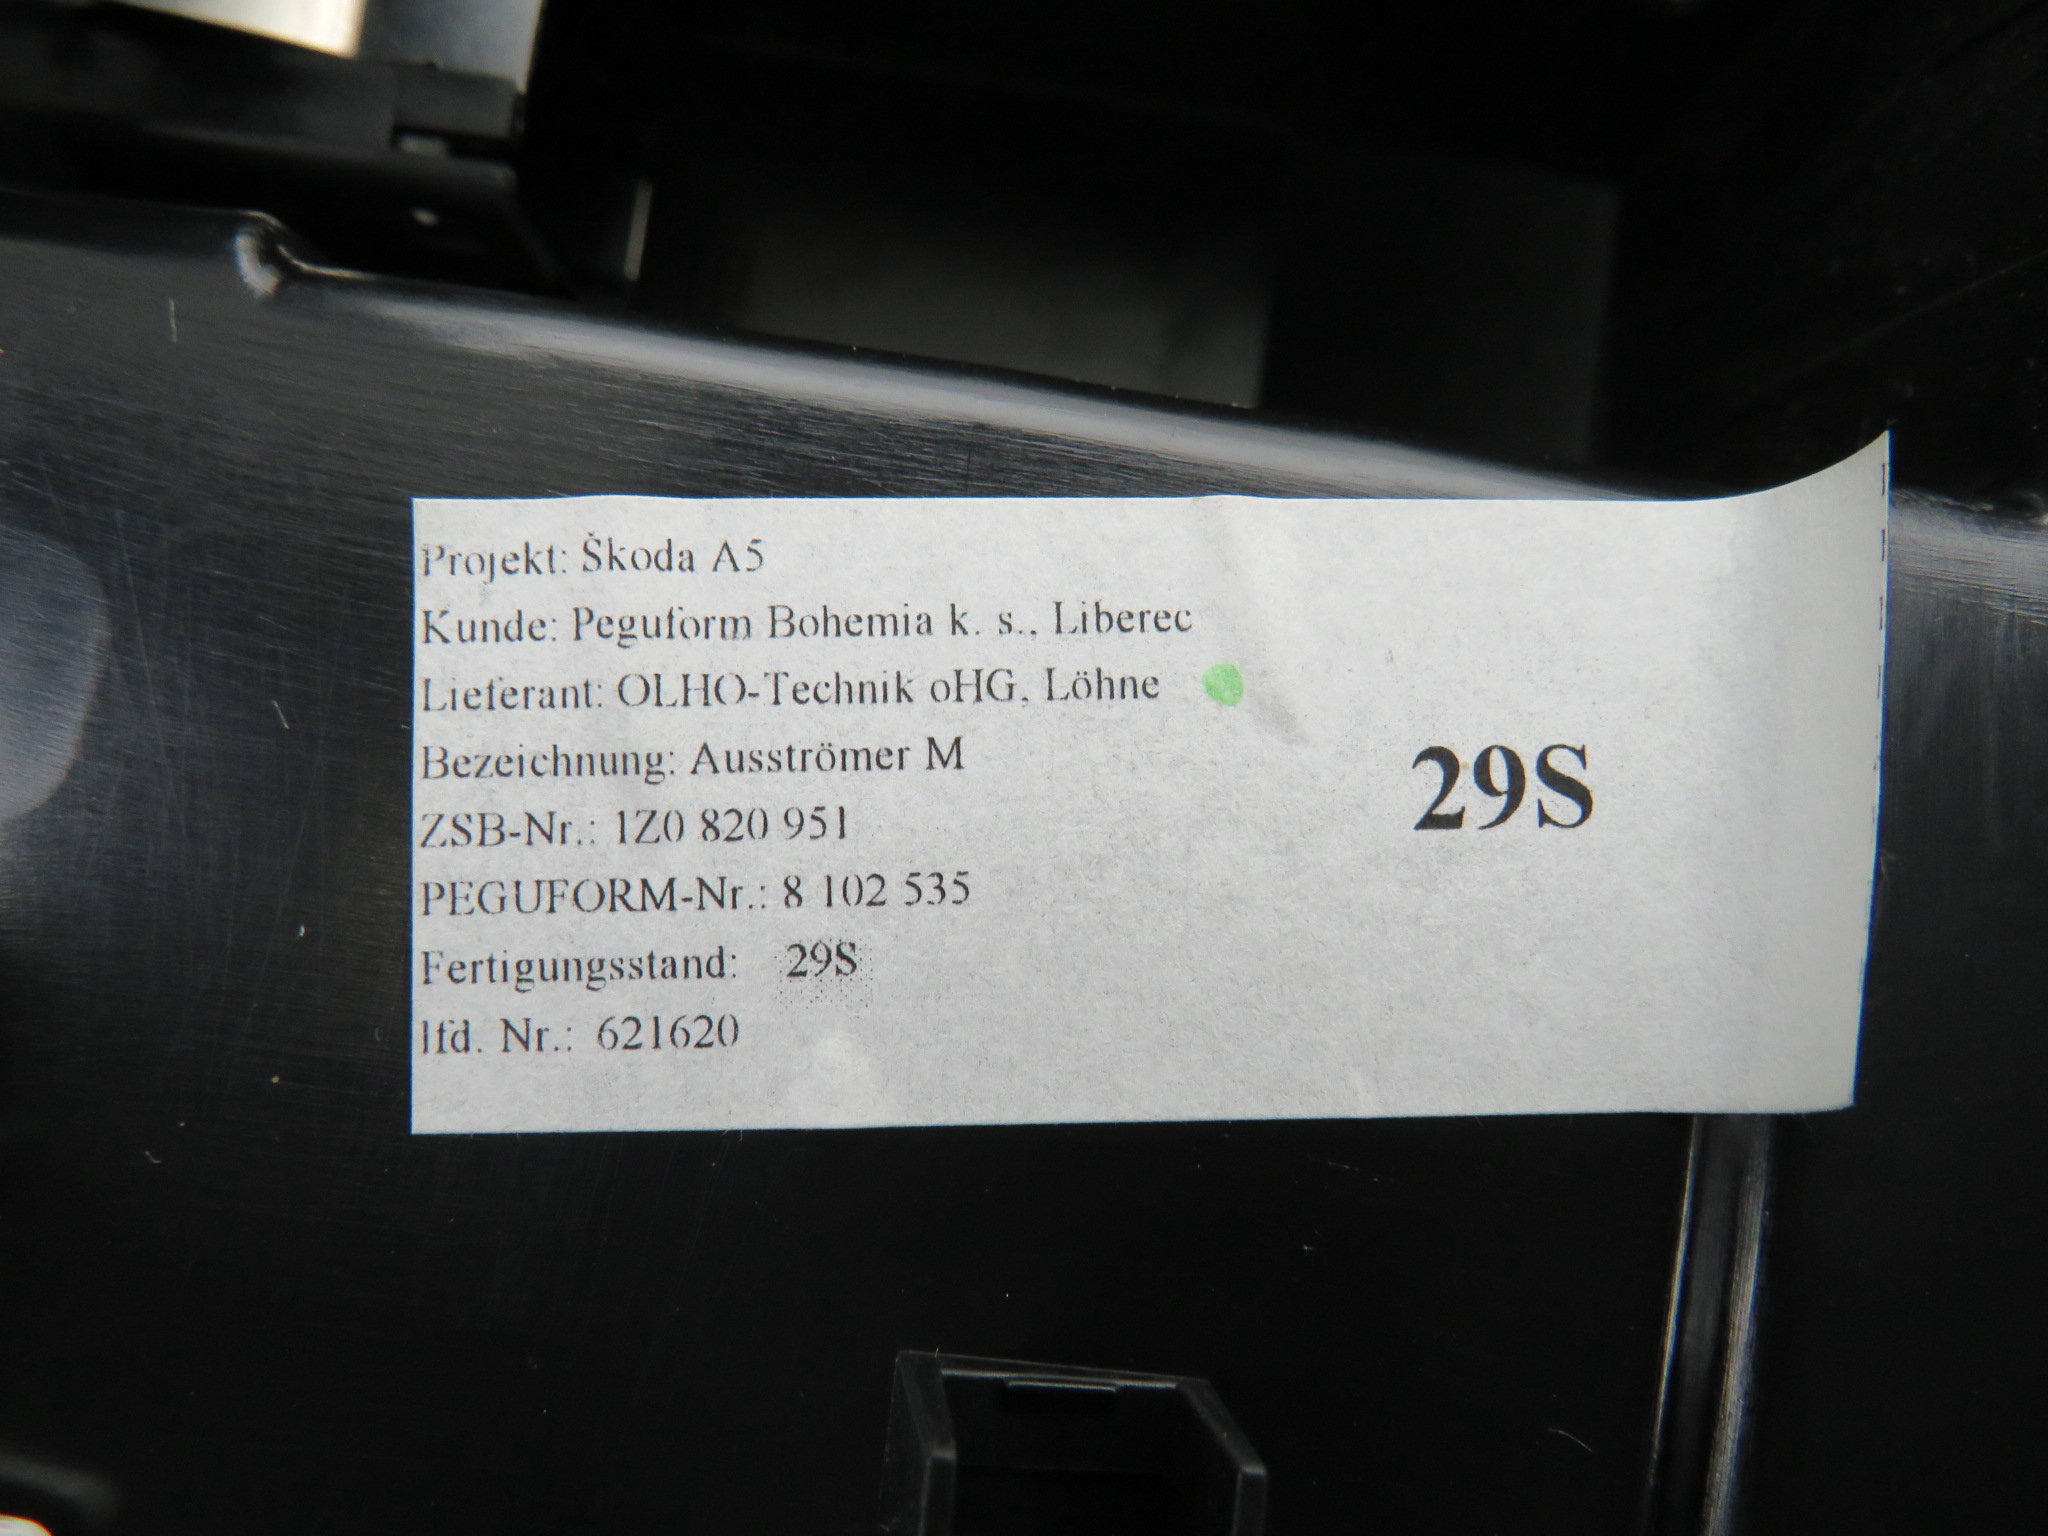 Projekt: Škoda A5
Kunde: Peguform Bohemia k. s., Liberec
Lieferant: OLHO-Technik oHG, Löhne
Bezeichnung: Ausströmer M
29S
ZSB-Nr.: 1Z0 820 951
PEGUFORM-Nr.: 8 102 535
Fertigungsstand: 29S
lfd. Nr.: 621620